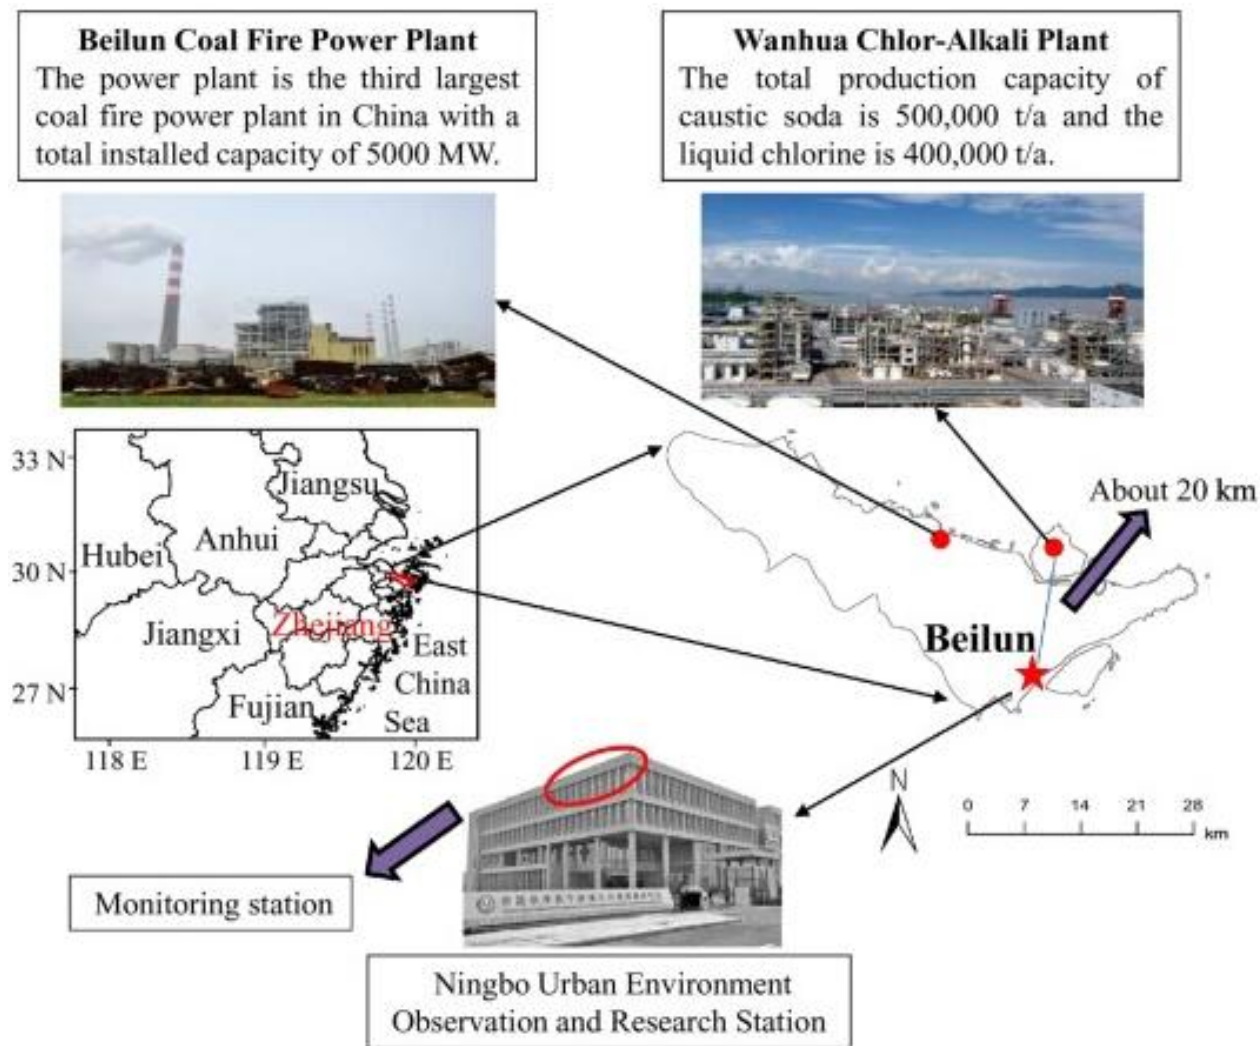 Beilun Coal Fire Power Plant
The power plant is the third largest
coal fire power plant in China with a
total installed capacity of 5000 MW.
Wanhua Chlor-Alkali Plant
The total production capacity of
caustic soda is 500,000 t/a and the
liquid chlorine is 400,000 t/a.
33 N
30 N
27 N
118 E
119 E
120 E
Jiangsu
Anhui
Hubei
Zhejiang
Jiangxi
Fujian
East
China
Sea
About 20 km
Beilun
N
0 7 14 21 28
km
Monitoring station
Ningbo Urban Environment
Observation and Research Station